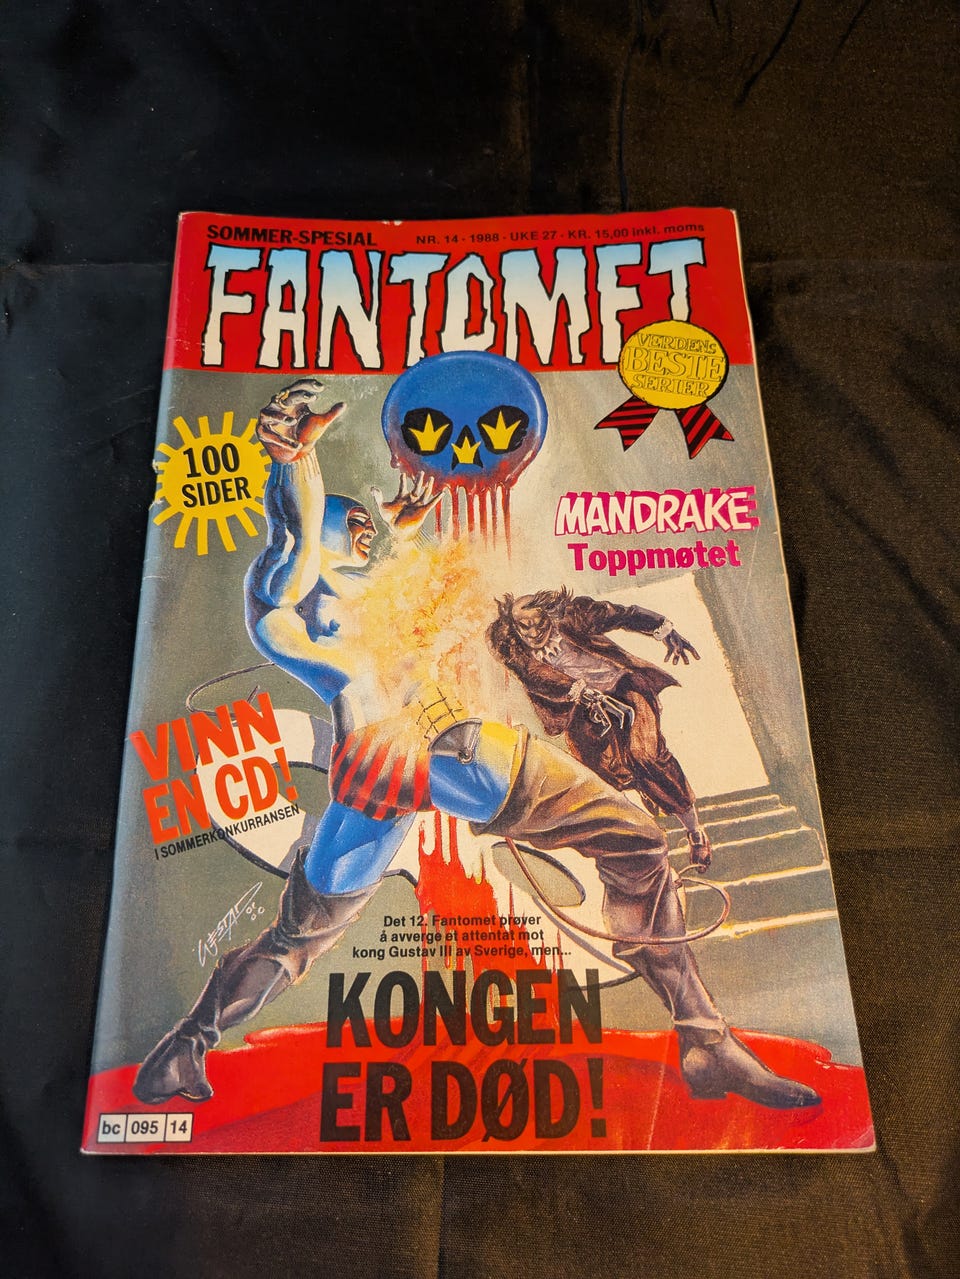 SOMMER-SPESIAL
NR. 14 - 1988 - UKE 27 - KR. 15,00 inkl. moms
FANTOMET
VERDENS
BESTE
SERIER
100
SIDER
MANDRAKE
Toppmøtet
VINN
EN CD!
I SOMMERKONKURRANSEN
Det 12. Fantomet prøver
å avverge et attentat mot
kong Gustav III av Sverige, men...
KONGEN
ER DØD!
bc 095 14